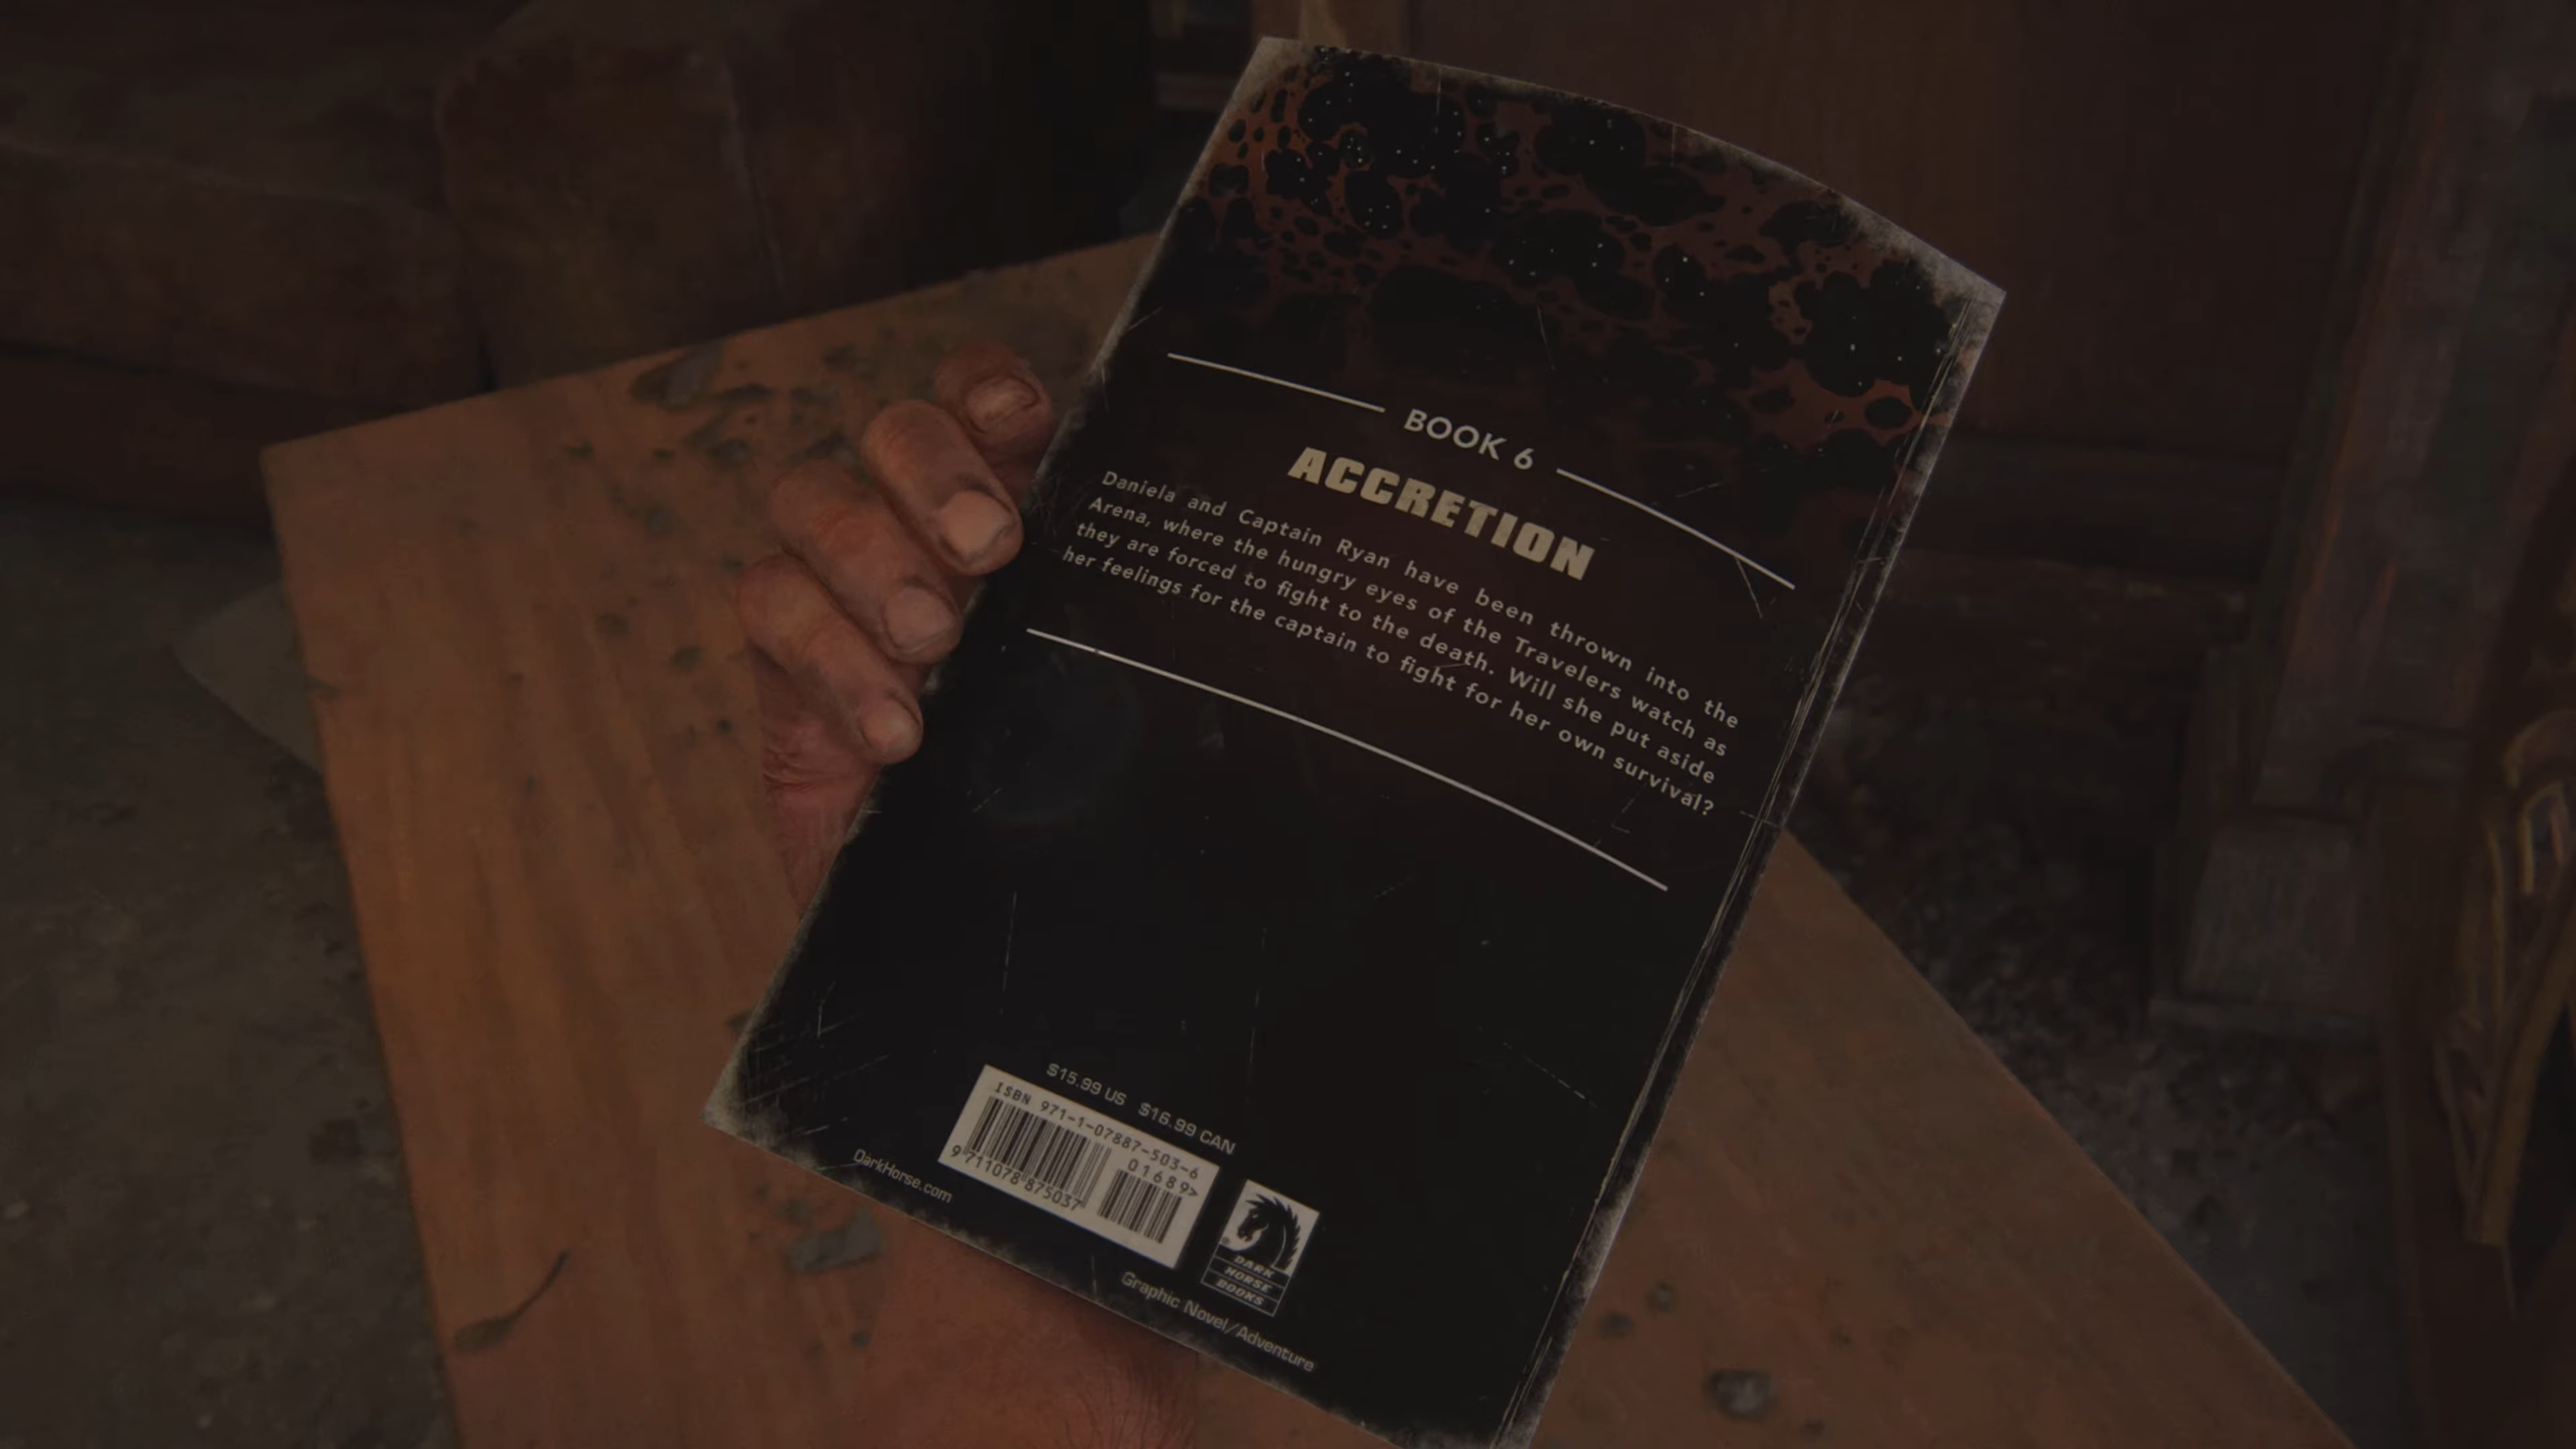 BOOK 6
ACCRETION
Daniela and Captain Ryan have been thrown into the
Arena, where the hungry eyes of the Travelers watch as
they are forced to fight to the death. Will she put aside
her feelings for the captain to fight for her own survival?
$15.99 US $16.99 CAN
ISBN 971-1-07887-503-6
01689>
9 711078 875037
DarkHorse.com
DARK
HORSE
BOOKS
Graphic Novel/Adventure